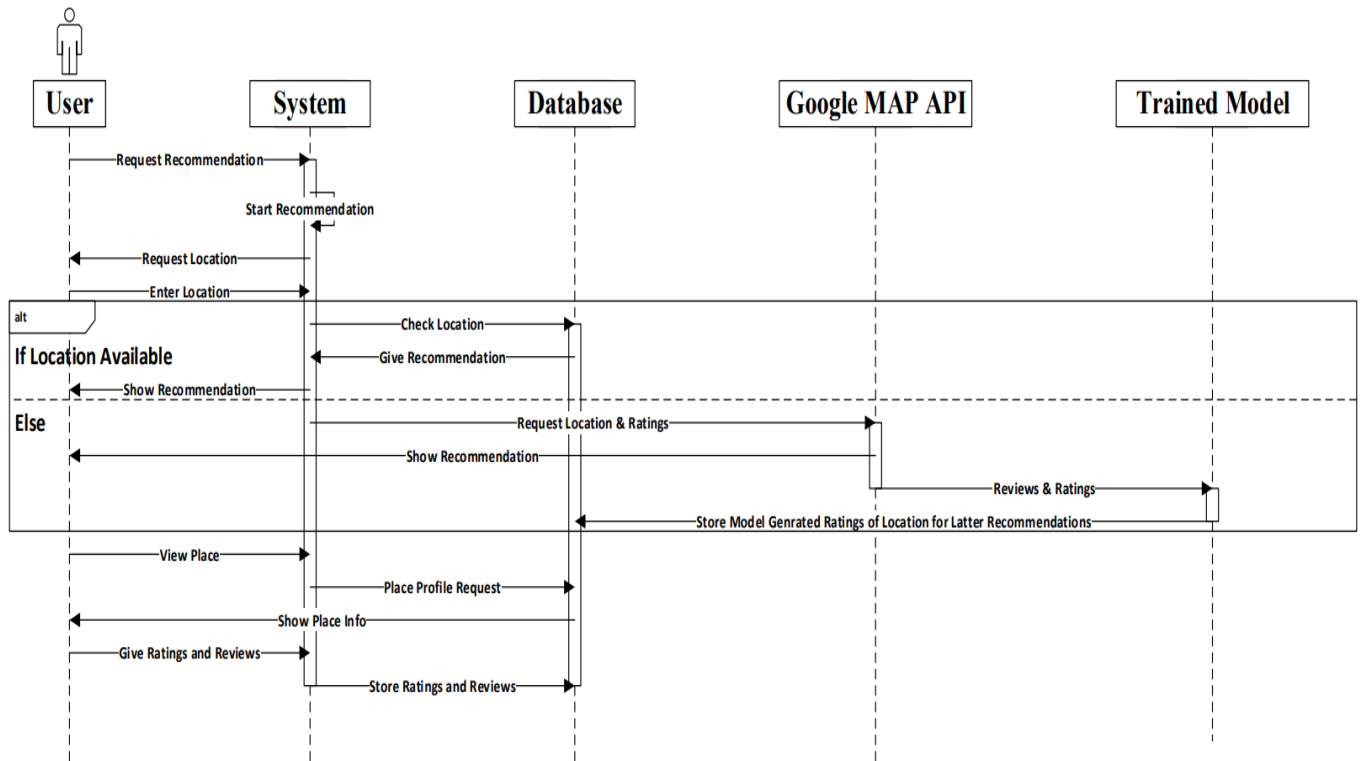 User
System
Database
Google MAP API
Trained Model
Request Recommendation
Start Recommendation
Request Location
Enter Location
alt
Check Location
If Location Available
Give Recommendation
Show Recommendation
Else
Request Location & Ratings
Show Recommendation
Reviews & Ratings
Store Model Genrated Ratings of Location for Latter Recommendations
View Place
Place Profile Request
Show Place Info
Give Ratings and Reviews
Store Ratings and Reviews